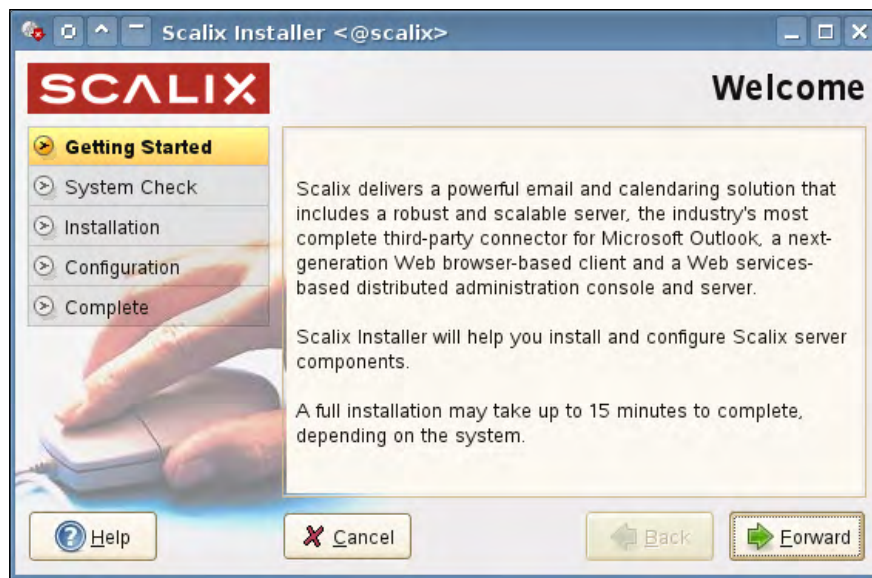 Scalix Installer <@scalix>
SCALIX
Welcome
Getting Started
System Check
Installation
Configuration
Complete
Scalix delivers a powerful email and calendaring solution that
includes a robust and scalable server, the industry's most
complete third-party connector for Microsoft Outlook, a next-
generation Web browser-based client and a Web services-
based distributed administration console and server.
Scalix Installer will help you install and configure Scalix server
components.
A full installation may take up to 15 minutes to complete,
depending on the system.
Help
Cancel
Back
Forward